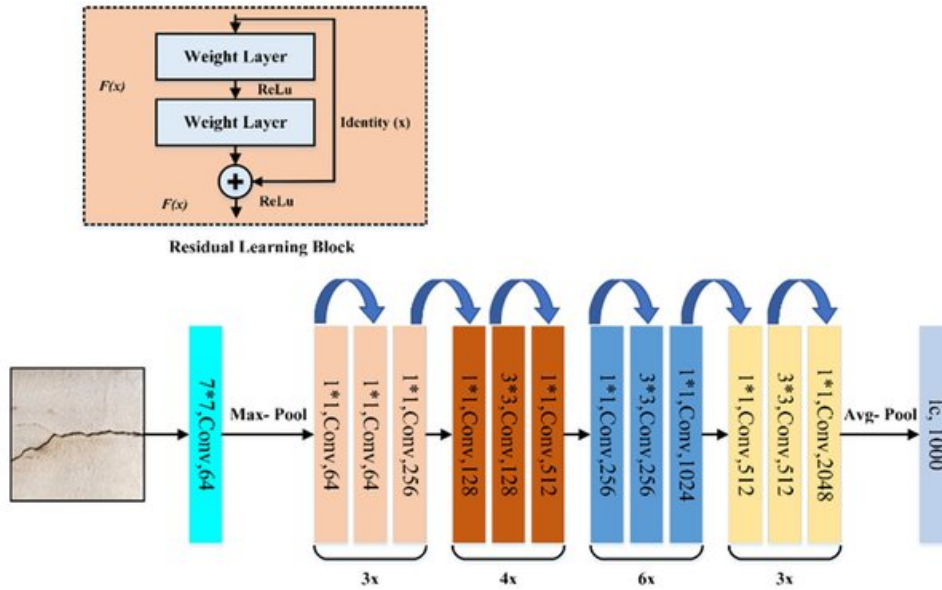 Weight Layer
F(x)
ReLu
Weight Layer
Identity (x)
+
F(x)
ReLu
Residual Learning Block
7*7,Conv,64
Max- Pool
1*1,Conv,64
1*1,Conv,64
1*1,Conv,256
1*1,Conv,128
3*3,Conv,128
1*1,Conv,512
1*1,Conv,256
3*3,Conv,256
1*1,Conv,1024
1*1,Conv,512
3*3,Conv,512
1*1,Conv,2048
Avg- Pool
fc, 1000
3x
4x
6x
3x